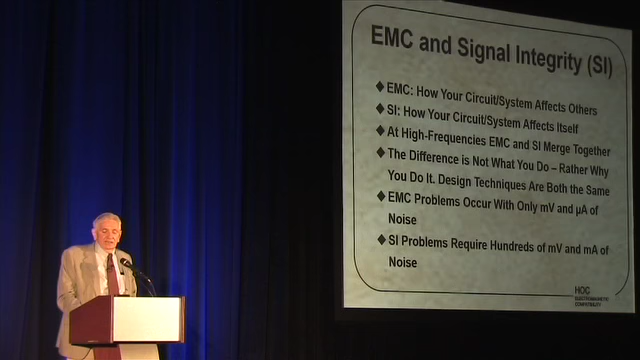 EMC and Signal Integrity (SI)
EMC: How Your Circuit/System Affects Others
SI: How Your Circuit/System Affects Itself
At High-Frequencies EMC and SI Merge Together
The Difference is Not What You Do – Rather Why
You Do It. Design Techniques Are Both the Same
EMC Problems Occur With Only mV and µA of
Noise
SI Problems Require Hundreds of mV and mA of
Noise
HOC
ELECTROMAGNETIC
COMPATIBILITY